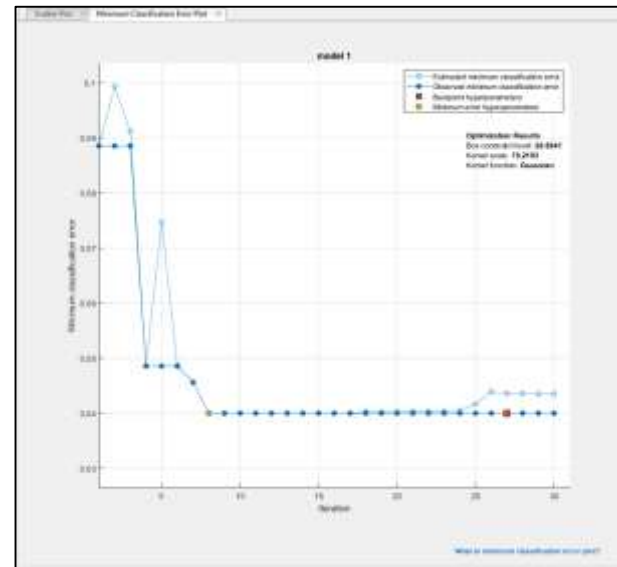 Scatter Plot
Minimum Classification Error Plot
model 1
Estimated minimum classification error
Observed minimum classification error
Bestpoint hyperparameters
Minimum error hyperparameters
Optimization Results
Box constraint level:
Kernel scale:
Kernel function: Gaussian
Minimum classification error
0.1
0.09
0.08
0.07
0.06
0.05
0.04
0.03
5
10
15
20
25
30
Iteration
What is minimum classification error plot?